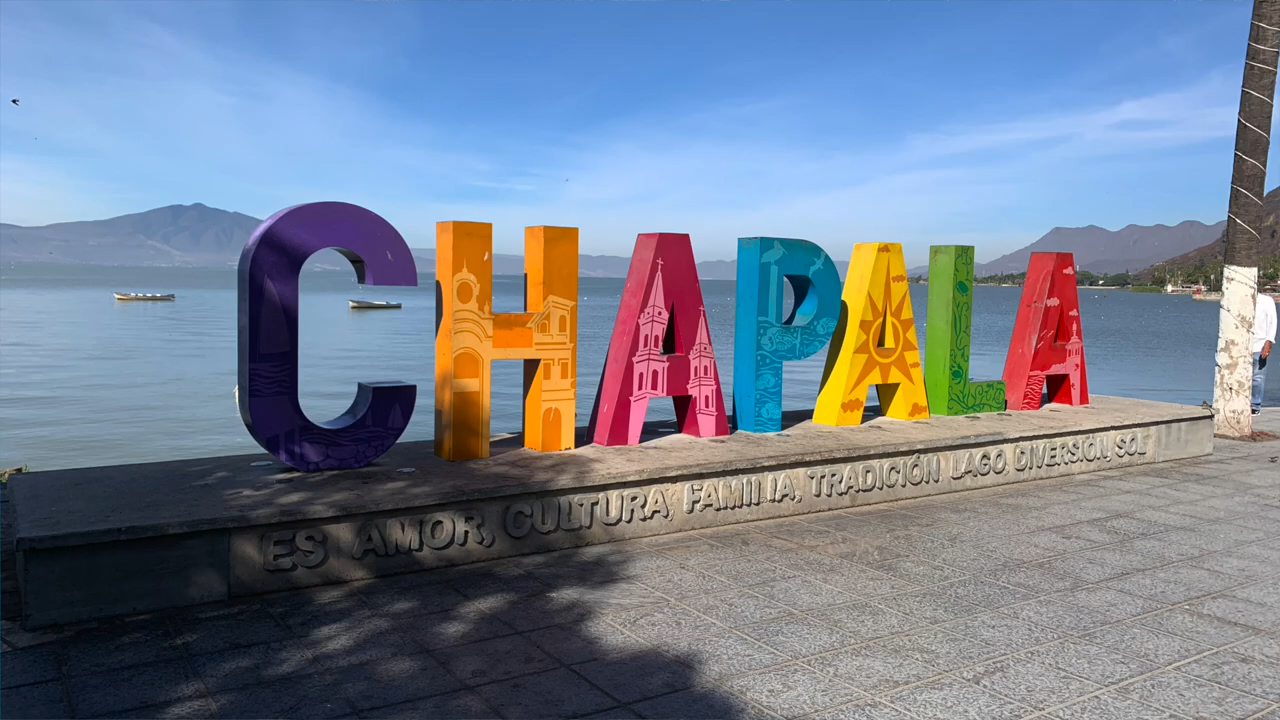 CHAPALA
ES AMOR, CULTURA, FAMILIA, TRADICIÓN LAGO DIVERSIÓN, SOL